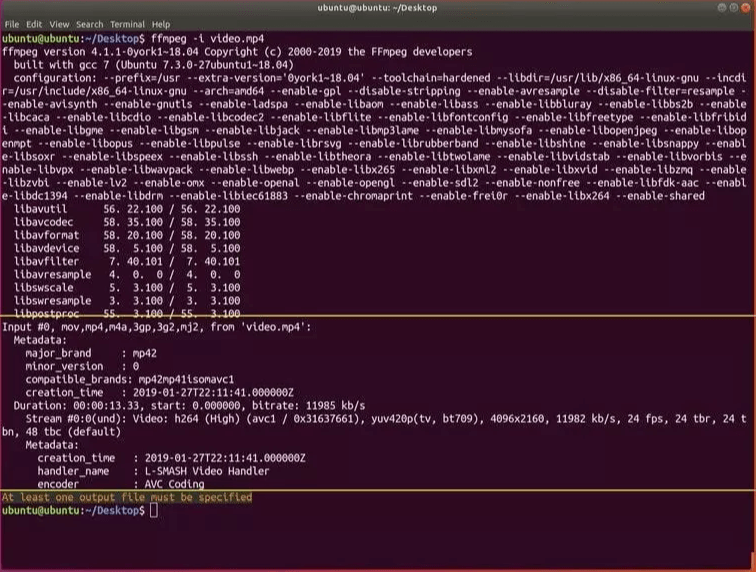 ubuntu@ubuntu: ~/Desktop
File Edit View Search Terminal Help
ubuntu@ubuntu:~/Desktop$ ffmpeg -i video.mp4
ffmpeg version 4.1.1-0york1~18.04 Copyright (c) 2000-2019 the FFmpeg developers
  built with gcc 7 (Ubuntu 7.3.0-27ubuntu1~18.04)
  configuration: --prefix=/usr --extra-version='0york1~18.04' --toolchain=hardened --libdir=/usr/lib/x86_64-linux-gnu --incdi
r=/usr/include/x86_64-linux-gnu --arch=amd64 --enable-gpl --disable-stripping --enable-avresample --disable-filter=resample -
-enable-avisynth --enable-gnutls --enable-ladspa --enable-libaom --enable-libass --enable-libbluray --enable-libbs2b --enable
-libcaca --enable-libcdio --enable-libcodec2 --enable-libflite --enable-libfontconfig --enable-libfreetype --enable-libfribid
i --enable-libgme --enable-libgsm --enable-libjack --enable-libmp3lame --enable-libmysofa --enable-libopenjpeg --enable-libop
enmpt --enable-libopus --enable-libpulse --enable-librsvg --enable-librubberband --enable-libshine --enable-libsnappy --enabl
e-libsoxr --enable-libspeex --enable-libssh --enable-libtheora --enable-libtwolame --enable-libvidstab --enable-libvorbis --e
nable-libvpx --enable-libwavpack --enable-libwebp --enable-libx265 --enable-libxml2 --enable-libxvid --enable-libzmq --enable
-libzvbi --enable-lv2 --enable-omx --enable-openal --enable-opengl --enable-sdl2 --enable-nonfree --enable-libfdk-aac --enabl
e-libdc1394 --enable-libdrm --enable-libiec61883 --enable-chromaprint --enable-frei0r --enable-libx264 --enable-shared
  libavutil      56. 22.100 / 56. 22.100
  libavcodec     58. 35.100 / 58. 35.100
  libavformat    58. 20.100 / 58. 20.100
  libavdevice    58.  5.100 / 58.  5.100
  libavfilter     7. 40.101 /  7. 40.101
  libavresample   4.  0.  0 /  4.  0.  0
  libswscale      5.  3.100 /  5.  3.100
  libswresample   3.  3.100 /  3.  3.100
  libpostproc    55.  3.100 / 55.  3.100
Input #0, mov,mp4,m4a,3gp,3g2,mj2, from 'video.mp4':
  Metadata:
    major_brand     : mp42
    minor_version   : 0
    compatible_brands: mp42mp41isomavc1
    creation_time   : 2019-01-27T22:11:41.000000Z
  Duration: 00:00:13.33, start: 0.000000, bitrate: 11985 kb/s
    Stream #0:0(und): Video: h264 (High) (avc1 / 0x31637661), yuv420p(tv, bt709), 4096x2160, 11982 kb/s, 24 fps, 24 tbr, 24 t
bn, 48 tbc (default)
    Metadata:
      creation_time   : 2019-01-27T22:11:41.000000Z
      handler_name    : L-SMASH Video Handler
      encoder         : AVC Coding
At least one output file must be specified
ubuntu@ubuntu:~/Desktop$